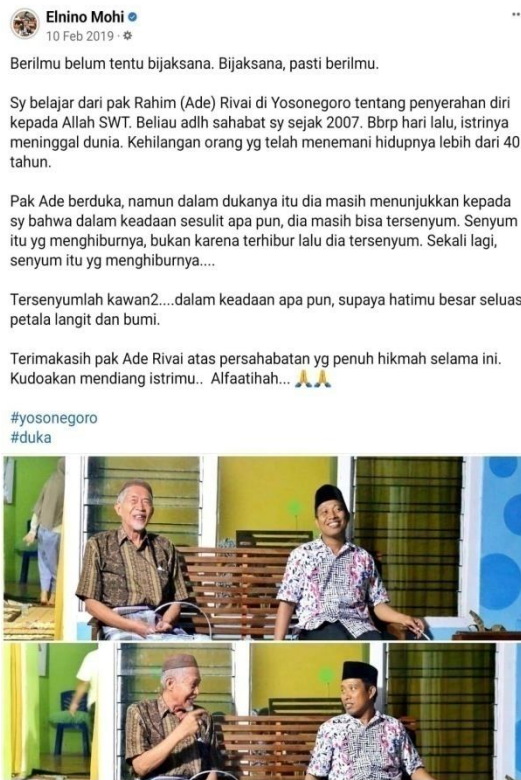 Elnino Mohi
10 Feb 2019 ·
Berilmu belum tentu bijaksana. Bijaksana, pasti berilmu.
Sy belajar dari pak Rahim (Ade) Rivai di Yosonegoro tentang penyerahan diri
kepada Allah SWT. Beliau adlh sahabat sy sejak 2007. Bbrp hari lalu, istrinya
meninggal dunia. Kehilangan orang yg telah menemani hidupnya lebih dari 40
tahun.
Pak Ade berduka, namun dalam dukanya itu dia masih menunjukkan kepada
sy bahwa dalam keadaan sesulit apa pun, dia masih bisa tersenyum. Senyum
itu yg menghiburnya, bukan karena terhibur lalu dia tersenyum. Sekali lagi,
senyum itu yg menghiburnya....
Tersenyumlah kawan2....dalam keadaan apa pun, supaya hatimu besar seluas
petala langit dan bumi.
Terimakasih pak Ade Rivai atas persahabatan yg penuh hikmah selama ini.
Kudoakan mendiang istrimu.. Alfaatihah... 🙏🙏
#yosonegoro
#duka